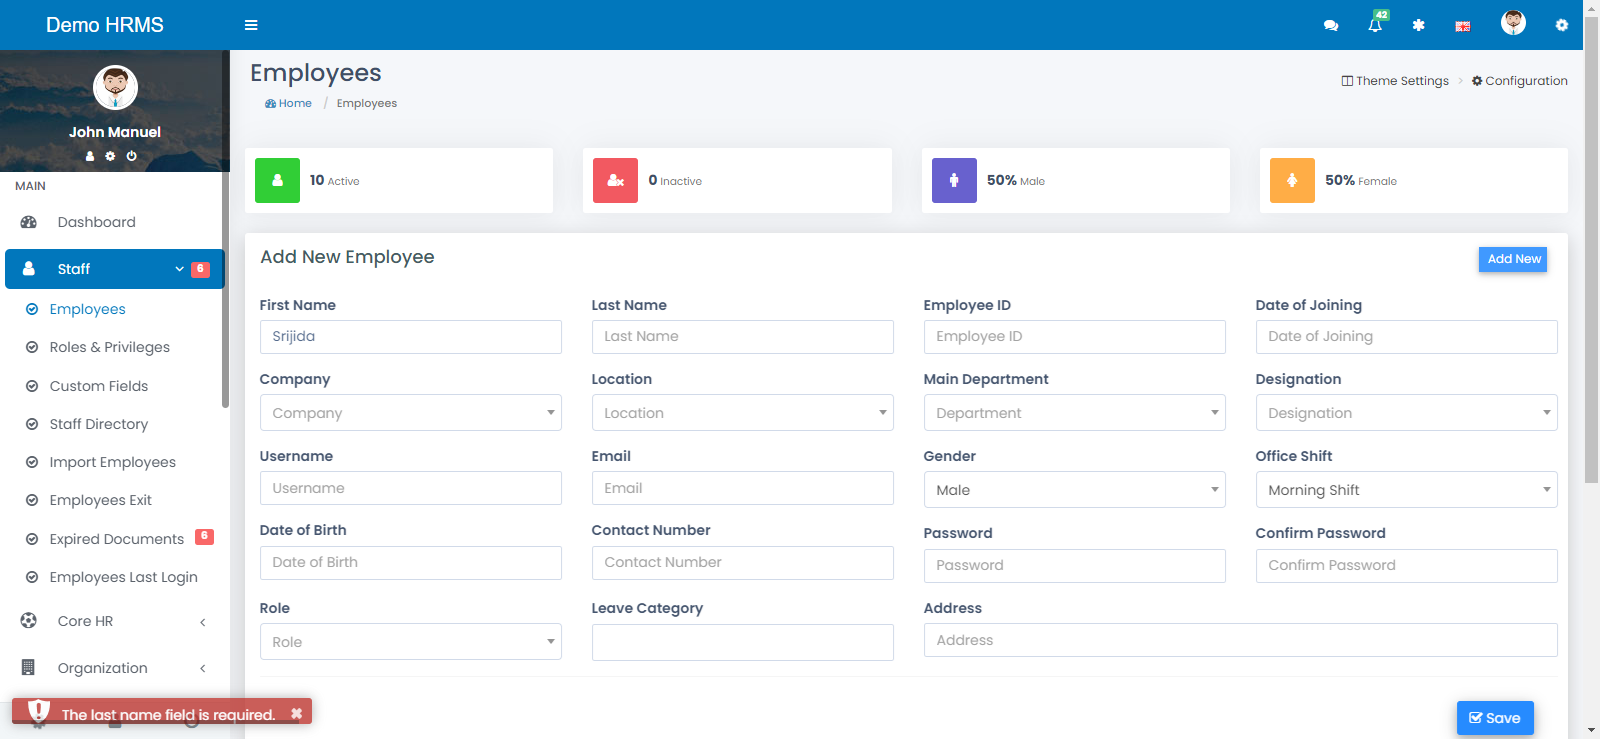 Demo HRMS
42
John Manuel
MAIN
Dashboard
Staff 6
Employees
Roles & Privileges
Custom Fields
Staff Directory
Import Employees
Employees Exit
Expired Documents 6
Employees Last Login
Core HR
Organization
The last name field is required.
Employees
Home / Employees
Theme Settings > Configuration
10 Active
0 Inactive
50% Male
50% Female
Add New Employee
Add New
First Name Last Name Employee ID Date of Joining
Srijida Last Name Employee ID Date of Joining
Company Location Main Department Designation
Company Location Department Designation
Username Email Gender Office Shift
Username Email Male Morning Shift
Date of Birth Contact Number Password Confirm Password
Date of Birth Contact Number Password Confirm Password
Role Leave Category Address
Role Address
Save